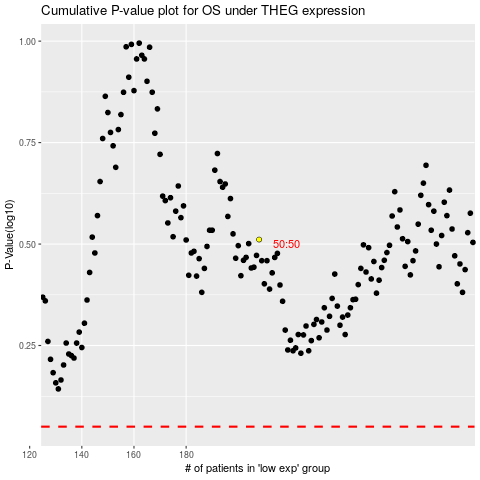 Cumulative P-value plot for OS under THEG expression
P-Value(log10)
1.00
0.75
0.50
0.25
50:50
120 140 160 180
# of patients in 'low exp' group